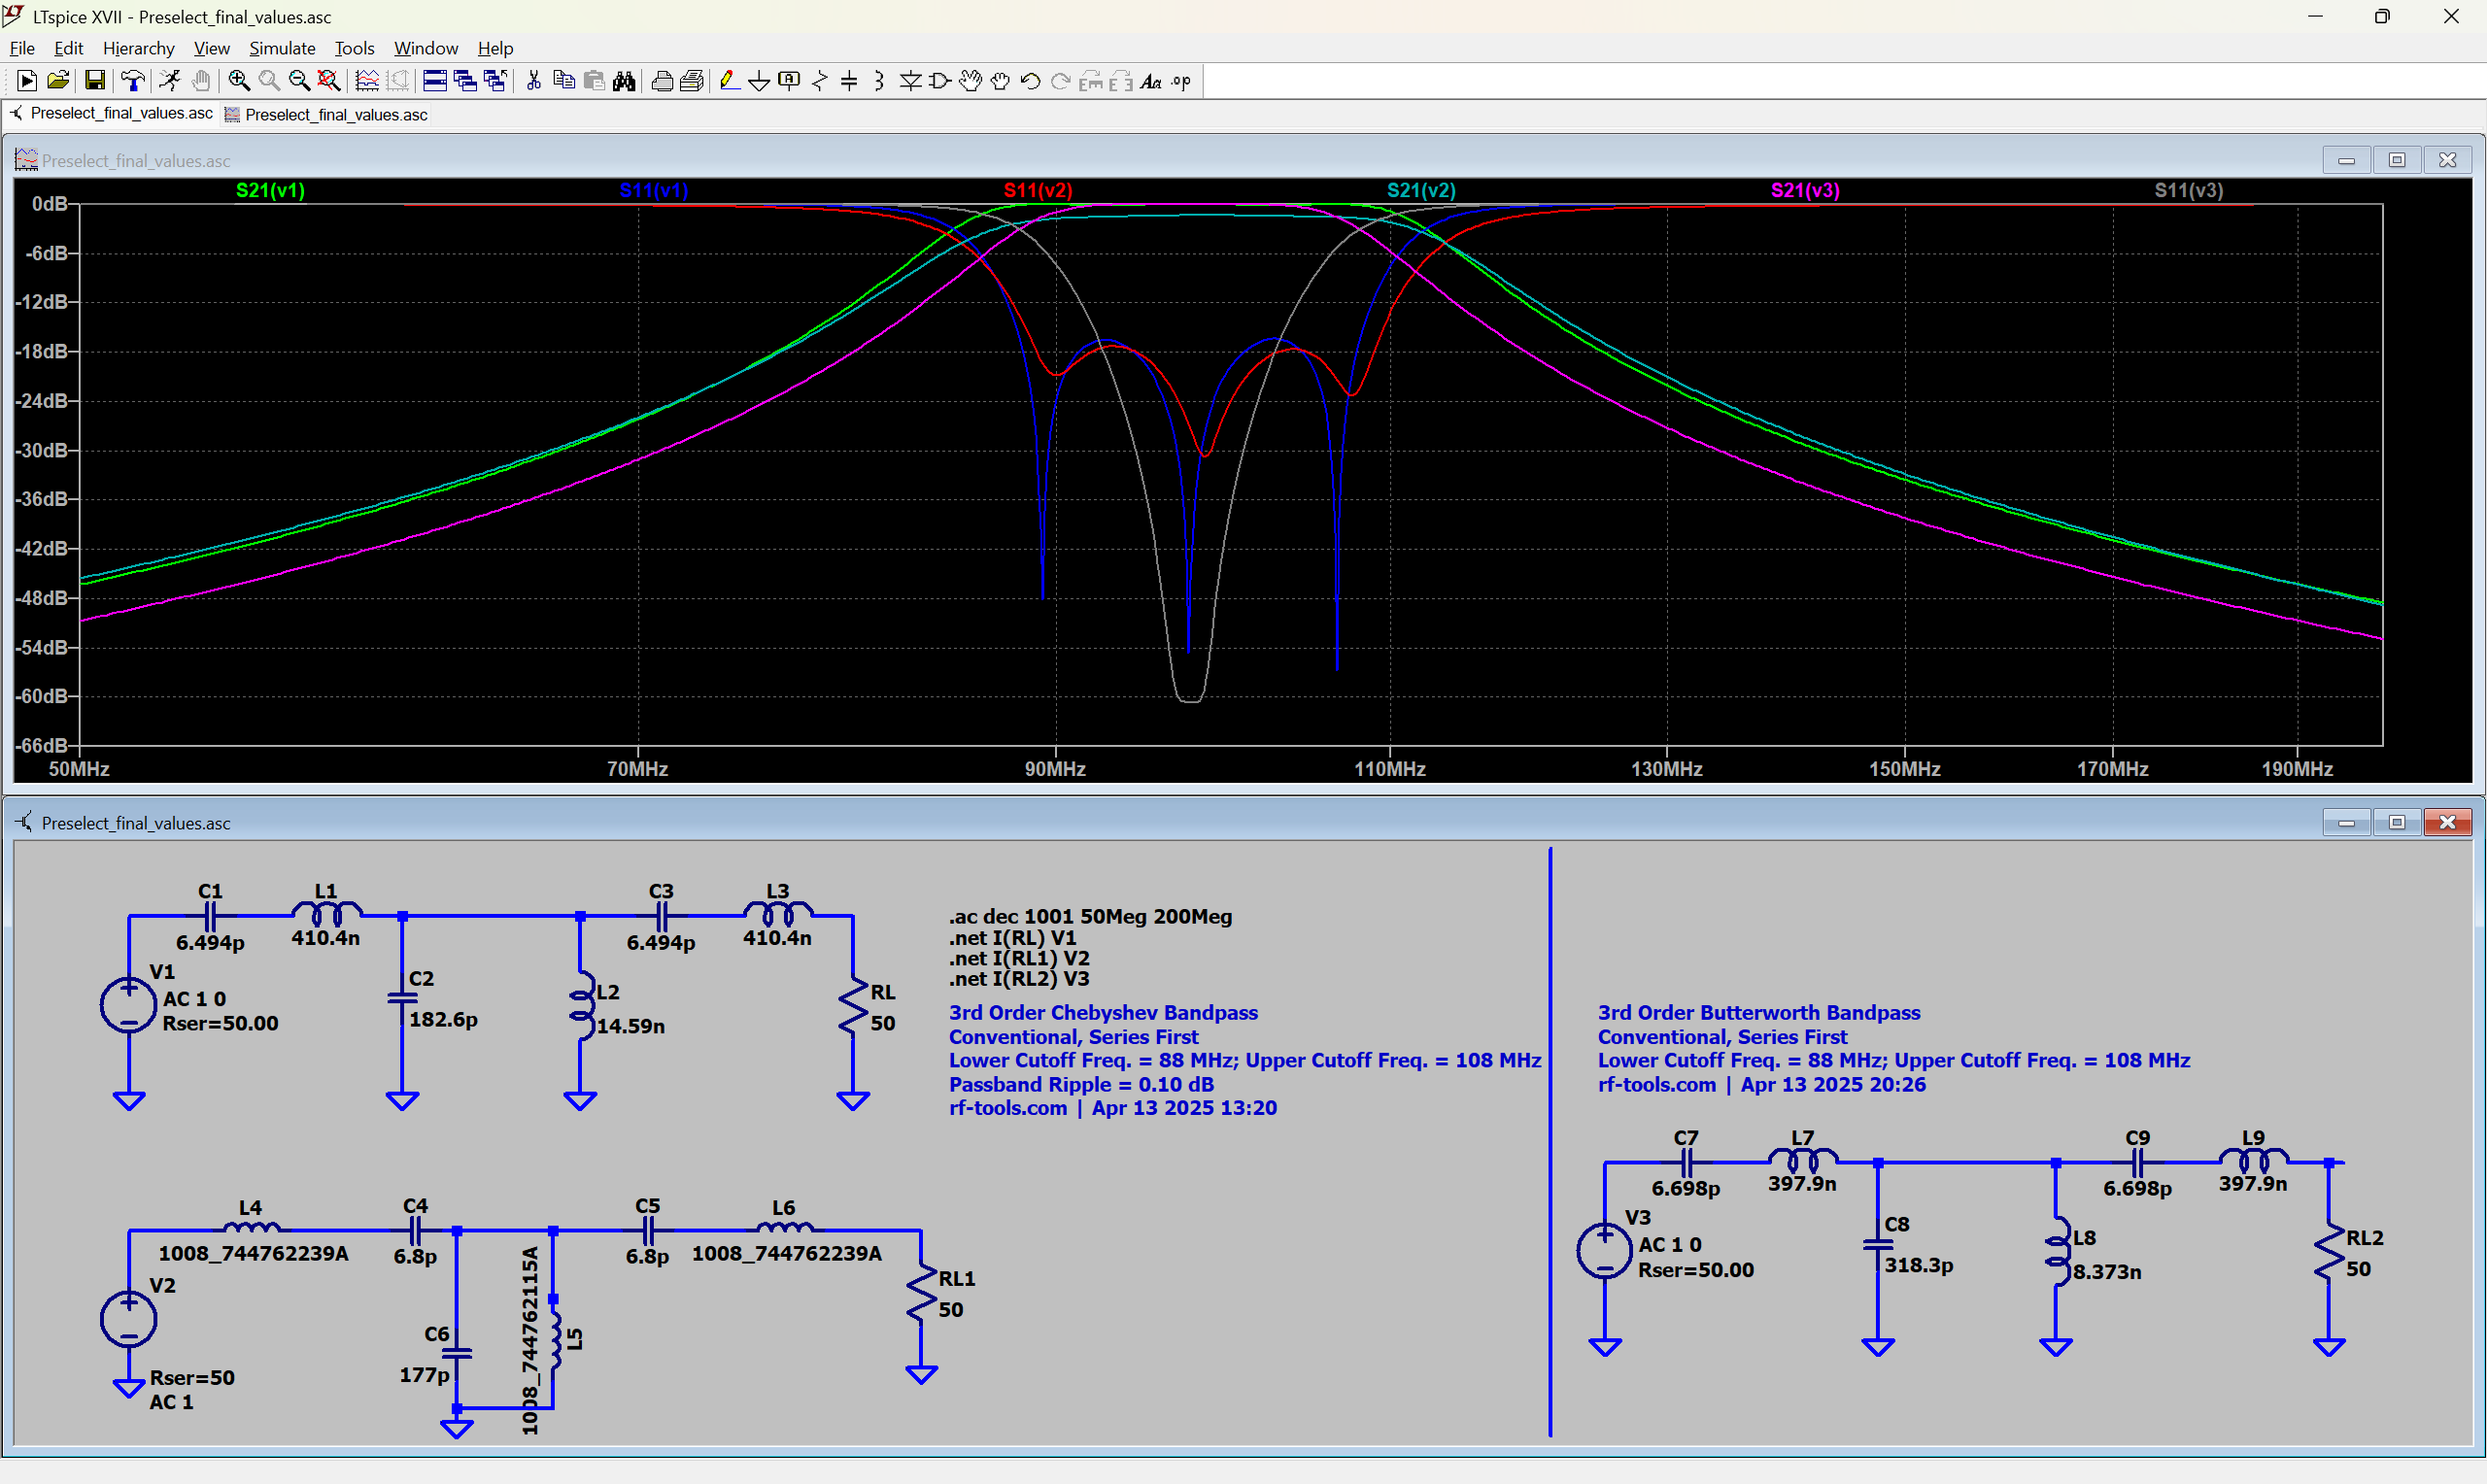 LTspice XVII - Preselect_final_values.asc
File Edit Hierarchy View Simulate Tools Window Help
Aa .op
Preselect_final_values.asc Preselect_final_values.asc
Preselect_final_values.asc
S21(v1) S11(v1) S11(v2) S21(v2) S21(v3) S11(v3)
0dB
-6dB
-12dB
-18dB
-24dB
-30dB
-36dB
-42dB
-48dB
-54dB
-60dB
-66dB
50MHz 70MHz 90MHz 110MHz 130MHz 150MHz 170MHz 190MHz
Preselect_final_values.asc
C1
6.494p
L1
410.4n
C3
6.494p
L3
410.4n
V1
AC 1 0
Rser=50.00
C2
182.6p
L2
14.59n
RL
50
.ac dec 1001 50Meg 200Meg
.net I(RL) V1
.net I(RL1) V2
.net I(RL2) V3
3rd Order Chebyshev Bandpass
Conventional, Series First
Lower Cutoff Freq. = 88 MHz; Upper Cutoff Freq. = 108 MHz
Passband Ripple = 0.10 dB
rf-tools.com | Apr 13 2025 13:20
L4
1008_744762239A
C4
6.8p
C5
6.8p
L6
1008_744762239A
V2
Rser=50
AC 1
C6
177p
1008_744762115A
L5
RL1
50
3rd Order Butterworth Bandpass
Conventional, Series First
Lower Cutoff Freq. = 88 MHz; Upper Cutoff Freq. = 108 MHz
rf-tools.com | Apr 13 2025 20:26
C7
6.698p
L7
397.9n
C9
6.698p
L9
397.9n
V3
AC 1 0
Rser=50.00
C8
318.3p
L8
8.373n
RL2
50